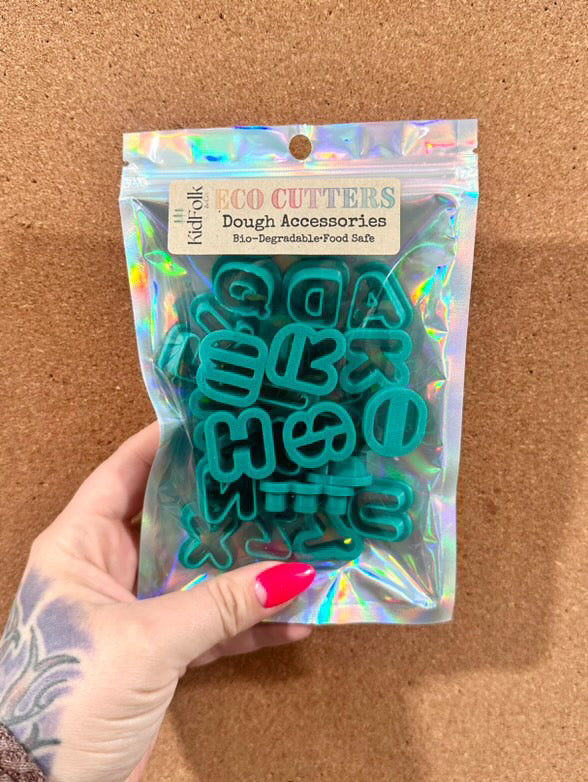 KidFolk
ECO CUTTERS
Dough Accessories
Bio-Degradable•Food Safe
Q D A
R
H
N
X